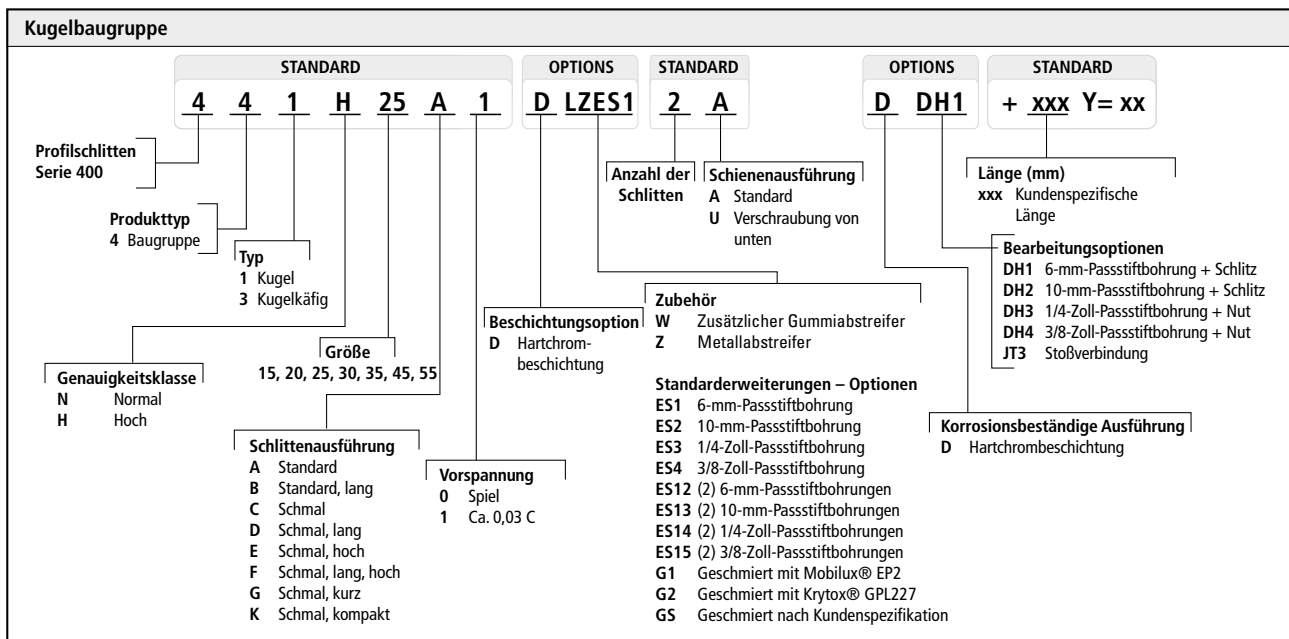 Kugelbaugruppe
STANDARD
OPTIONS
STANDARD
OPTIONS
STANDARD
4 4 1 H 25 A 1 D LZES1 2 A D DH1 + xxx Y= xx
Profilschlitten
Serie 400
Produkttyp
4 Baugruppe
Typ
1 Kugel
3 Kugelkäfig
Genauigkeitsklasse
N Normal
H Hoch
Größe
15, 20, 25, 30, 35, 45, 55
Schlittenausführung
A Standard
B Standard, lang
C Schmal
D Schmal, lang
E Schmal, hoch
F Schmal, lang, hoch
G Schmal, kurz
K Schmal, kompakt
Vorspannung
0 Spiel
1 Ca. 0,03 C
Beschichtungsoption
D Hartchrom-
beschichtung
Anzahl der
Schlitten
Schienenausführung
A Standard
U Verschraubung von
unten
Zubehör
W Zusätzlicher Gummiabstreifer
Z Metallabstreifer
Standarderweiterungen – Optionen
ES1 6-mm-Passstiftbohrung
ES2 10-mm-Passstiftbohrung
ES3 1/4-Zoll-Passstiftbohrung
ES4 3/8-Zoll-Passstiftbohrung
ES12 (2) 6-mm-Passstiftbohrungen
ES13 (2) 10-mm-Passstiftbohrungen
ES14 (2) 1/4-Zoll-Passstiftbohrungen
ES15 (2) 3/8-Zoll-Passstiftbohrungen
G1 Geschmiert mit Mobilux® EP2
G2 Geschmiert mit Krytox® GPL227
GS Geschmiert nach Kundenspezifikation
Länge (mm)
xxx Kundenspezifische
Länge
Bearbeitungsoptionen
DH1 6-mm-Passstiftbohrung + Schlitz
DH2 10-mm-Passstiftbohrung + Schlitz
DH3 1/4-Zoll-Passstiftbohrung + Nut
DH4 3/8-Zoll-Passstiftbohrung + Nut
JT3 Stoßverbindung
Korrosionsbeständige Ausführung
D Hartchrombeschichtung